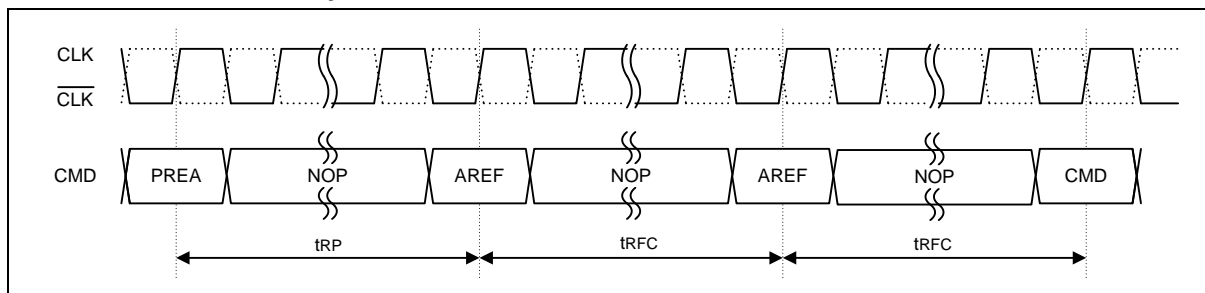 CLK
CLK
CMD PREA NOP AREF NOP AREF NOP CMD
tRP tRFC tRFC